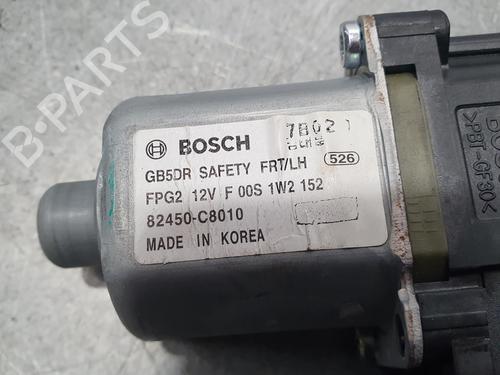 BOSCH
7B021
GB5DR SAFETY FRT/LH
526
FPG2 12V F 00S 1W2 152
82450-C8010
MADE IN KOREA
>PBT-GF30<
B-PARTS